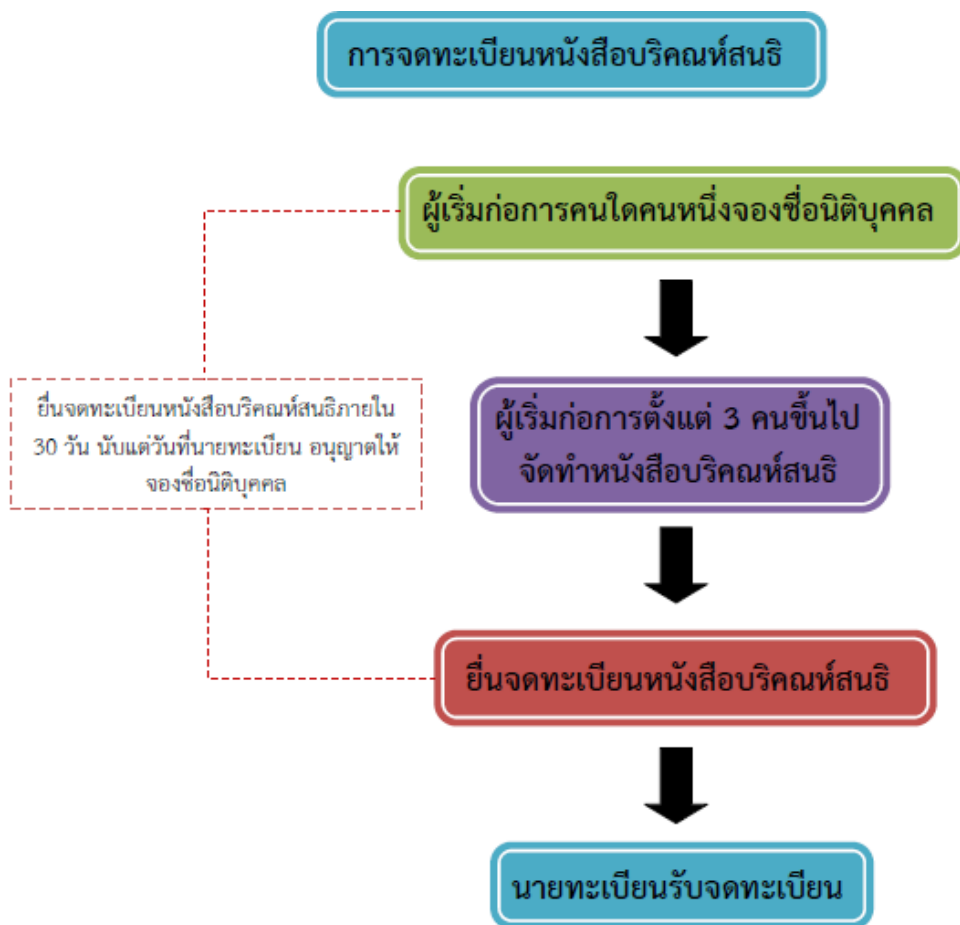 การจดทะเบียนหนังสือบริคณห์สนธิ
ผู้เริ่มก่อการคนใดคนหนึ่งจองชื่อนิติบุคคล
ยื่นจดทะเบียนหนังสือบริคณห์สนธิภายใน
30 วัน นับแต่วันที่นายทะเบียน อนุญาตให้
จองชื่อนิติบุคคล
ผู้เริ่มก่อการตั้งแต่ 3 คนขึ้นไป
จัดทำหนังสือบริคณห์สนธิ
ยื่นจดทะเบียนหนังสือบริคณห์สนธิ
นายทะเบียนรับจดทะเบียน